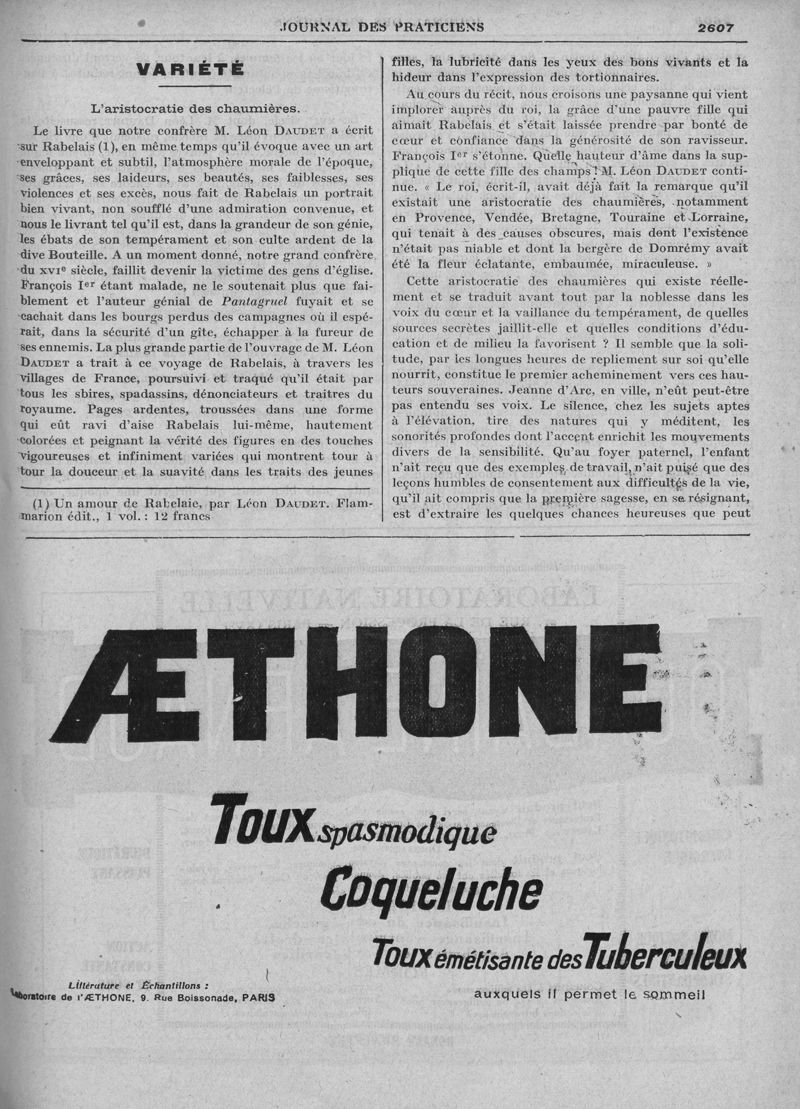 JOURNAL DES PRATICIENS 2607
VARIÉTÉ
L'aristocratie des chaumières.
Le livre que notre confrère M. Léon DAUDET a écrit
sur Rabelais (1), en même temps qu'il évoque avec un art
enveloppant et subtil, l'atmosphère morale de l'époque,
ses grâces, ses laideurs, ses beautés, ses faiblesses, ses
violences et ses excès, nous fait de Rabelais un portrait
bien vivant, non soufflé d'une admiration convenue, et
nous le livrant tel qu'il est, dans la grandeur de son génie,
les ébats de son tempérament et son culte ardent de la
dive Bouteille. A un moment donné, notre grand confrère
du XVIe siècle, faillit devenir la victime des gens d'église.
François Ier étant malade, ne le soutenait plus que fai-
blement et l'auteur génial de Pantagruel fuyait et se
cachait dans les bourgs perdus des campagnes où il espé-
rait, dans la sécurité d'un gîte, échapper à la fureur de
ses ennemis. La plus grande partie de l'ouvrage de M. Léon
DAUDET a trait à ce voyage de Rabelais, à travers les
villages de France, poursuivi et traqué qu'il était par
tous les sbires, spadassins, dénonciateurs et traitres du
royaume. Pages ardentes, troussées dans une forme
qui eût ravi d'aise Rabelais lui-même, hautement
colorées et peignant la vérité des figures en des touches
vigoureuses et infiniment variées qui montrent tour à
tour la douceur et la suavité dans les traits des jeunes
(1) Un amour de Rabelaie, par Léon DAUDET. Flam-
marion édit., 1 vol. : 12 francs
filles, la lubricité dans les yeux des bons vivants et la
hideur dans l'expression des tortionnaires.
Au cours du récit, nous croisons une paysanne qui vient
implorer auprès du roi, la grâce d'une pauvre fille qui
aimait Rabelais et s'était laissée prendre par bonté de
cœur et confiance dans la générosité de son ravisseur.
François Ier s'étonne. Quelle hauteur d'âme dans la sup-
plique de cette fille des champs ! M. Léon DAUDET conti-
nue. « Le roi, écrit-il, avait déjà fait la remarque qu'il
existait une aristocratie des chaumières, notamment
en Provence, Vendée, Bretagne, Touraine et Lorraine,
qui tenait à des causes obscures, mais dont l'existence
n'était pas niable et dont la bergère de Domrémy avait
été la fleur éclatante, embaumée, miraculeuse. »
Cette aristocratie des chaumières qui existe réelle-
ment et se traduit avant tout par la noblesse dans les
voix du cœur et la vaillance du tempérament, de quelles
sources secrètes jaillit-elle et quelles conditions d'édu-
cation et de milieu la favorisent ? Il semble que la soli-
tude, par les longues heures de repliement sur soi qu'elle
nourrit, constitue le premier acheminement vers ces hau-
teurs souveraines. Jeanne d'Arc, en ville, n'eût peut-être
pas entendu ses voix. Le silence, chez les sujets aptes
à l'élévation, tire des natures qui y méditent, les
sonorités profondes dont l'accent enrichit les mouvements
divers de la sensibilité. Qu'au foyer paternel, l'enfant
n'ait reçu que des exemples de travail, n'ait puisé que des
leçons humbles de consentement aux difficultés de la vie,
qu'il ait compris que la première sagesse, en se résignant,
est d'extraire les quelques chances heureuses que peut
ÆTHONE
Toux spasmodique
Coqueluche
Toux émétisante des Tuberculeux
auxquels il permet le sommeil
Littérature et Échantillons :
Laboratoire de l'ÆTHONE, 9, Rue Boissonade, PARIS